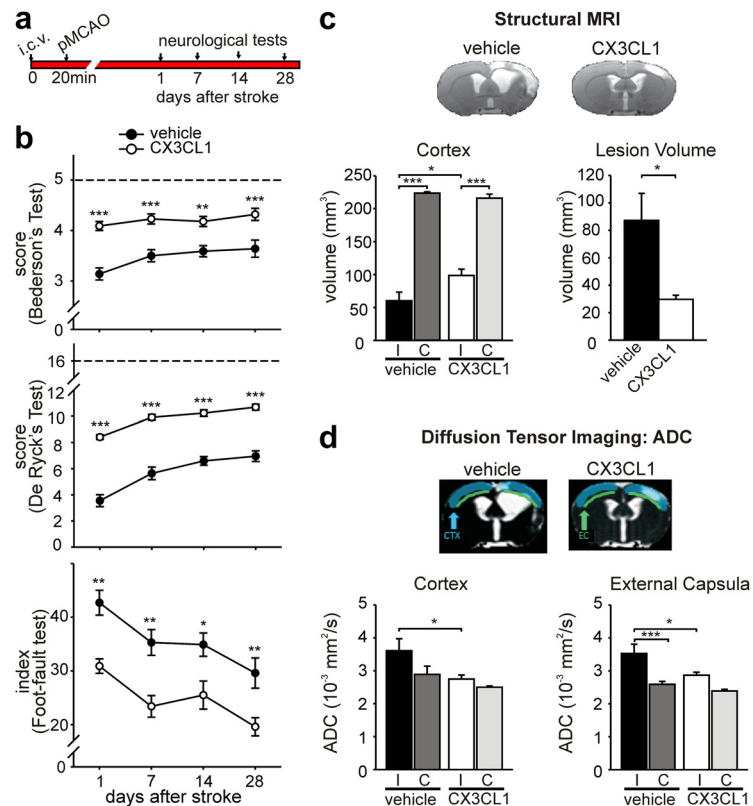 a
i.c.v.
pMCAO
neurological tests
0 20min 1 7 14 28
days after stroke
b
vehicle
CX3CL1
5
4
3
0
score
(Bederson's Test)
***
***
**
***
16
12
10
8
6
4
2
0
score
(De Ryck's Test)
***
***
***
***
40
30
20
0
index
(Foot-fault test)
**
**
*
**
1 7 14 28
days after stroke
c
Structural MRI
vehicle CX3CL1
Cortex
volume (mm³)
250
200
150
100
50
0
***
*
***
I C I C
vehicle CX3CL1
Lesion Volume
volume (mm³)
120
100
80
60
40
20
0
*
vehicle
CX3CL1
d
Diffusion Tensor Imaging: ADC
vehicle CX3CL1
CTX
EC
Cortex
ADC (10⁻³ mm²/s)
5
4
3
2
1
0
*
I C I C
vehicle CX3CL1
External Capsula
ADC (10⁻³ mm²/s)
5
4
3
2
1
0
*
***
I C I C
vehicle CX3CL1